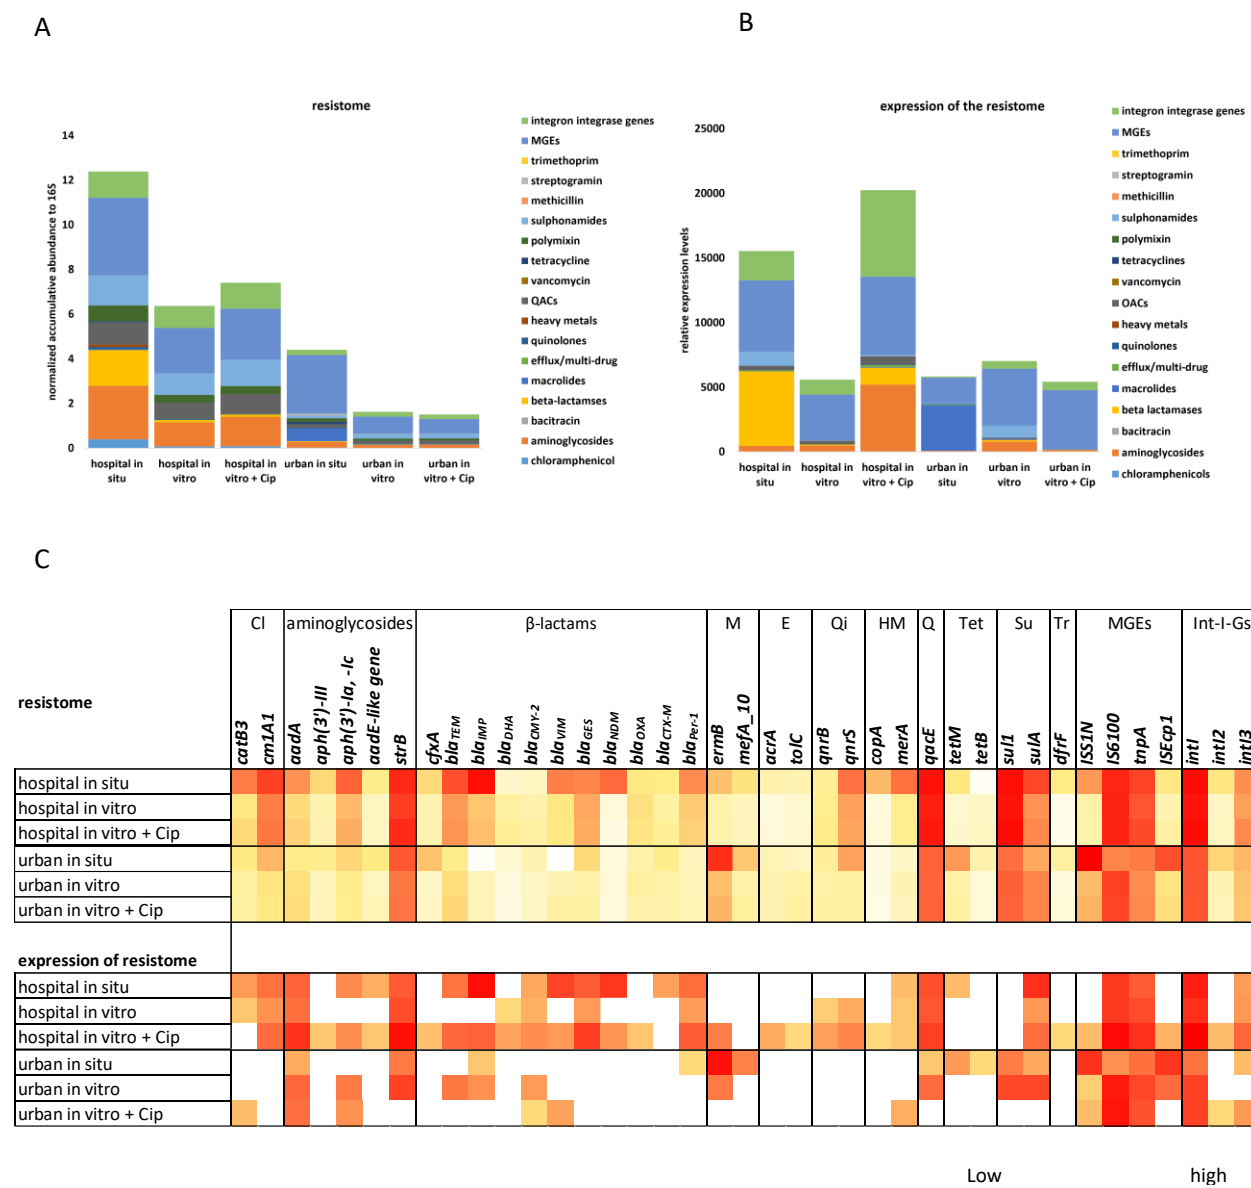 A
B
resistome
normalized accumulative abundance to 16S
14
12
10
8
6
4
2
0
hospital in situ
hospital in vitro
hospital in vitro + Cip
urban in situ
urban in vitro
urban in vitro + Cip
integron integrase genes
MGEs
trimethoprim
streptogramin
methicillin
sulphonamides
polymixin
tetracycline
vancomycin
QACs
heavy metals
quinolones
efflux/multi-drug
macrolides
beta-lactamses
bacitracin
aminoglycosides
chloramphenicol
expression of the resistome
relative expression levels
25000
20000
15000
10000
5000
0
hospital in situ
hospital in vitro
hospital in vitro + Cip
urban in situ
urban in vitro
urban in vitro + Cip
integron integrase genes
MGEs
trimethoprim
streptogramin
methicillin
sulphonamides
polymixin
tetracyclines
vancomycin
OACs
heavy metals
quinolones
efflux/multi-drug
macrolides
beta lactamases
bacitracin
aminoglycosides
chloramphenicols
C
Cl aminoglycosides β-lactams M E Qi HM Q Tet Su Tr MGEs Int-I-Gs
resistome
catB3 cm1A1 aadA aph(3')-III aph(3')-Ia, -Ic aadE-like gene strB cfxA blaTEM blaIMP blaDHA blaCMY-2 blaVIM blaGES blaNDM blaOXA blaCTX-M blaPer-1 ermB mefA_10 acrA tolC qnrB qnrS copA merA qacE tetM tetB sul1 sulA dfrF ISS1N IS6100 tnpA ISEcp1 intI intI2 intI3
hospital in situ
hospital in vitro
hospital in vitro + Cip
urban in situ
urban in vitro
urban in vitro + Cip
expression of resistome
hospital in situ
hospital in vitro
hospital in vitro + Cip
urban in situ
urban in vitro
urban in vitro + Cip
Low high